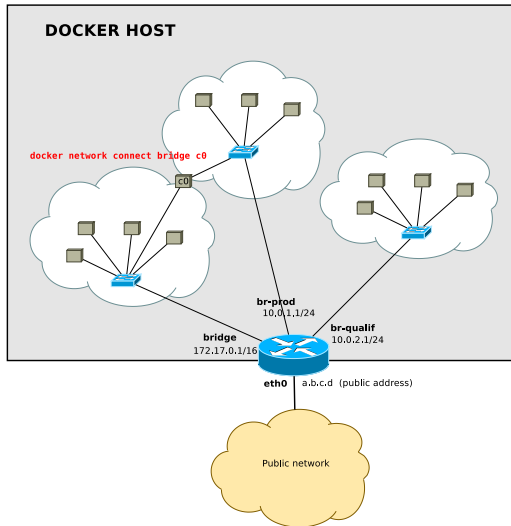 DOCKER HOST
docker network connect bridge c0
c0
br-prod
10.0.1.1/24
bridge
172.17.0.1/16
br-qualif
10.0.2.1/24
eth0 a.b.c.d (public address)
Public network